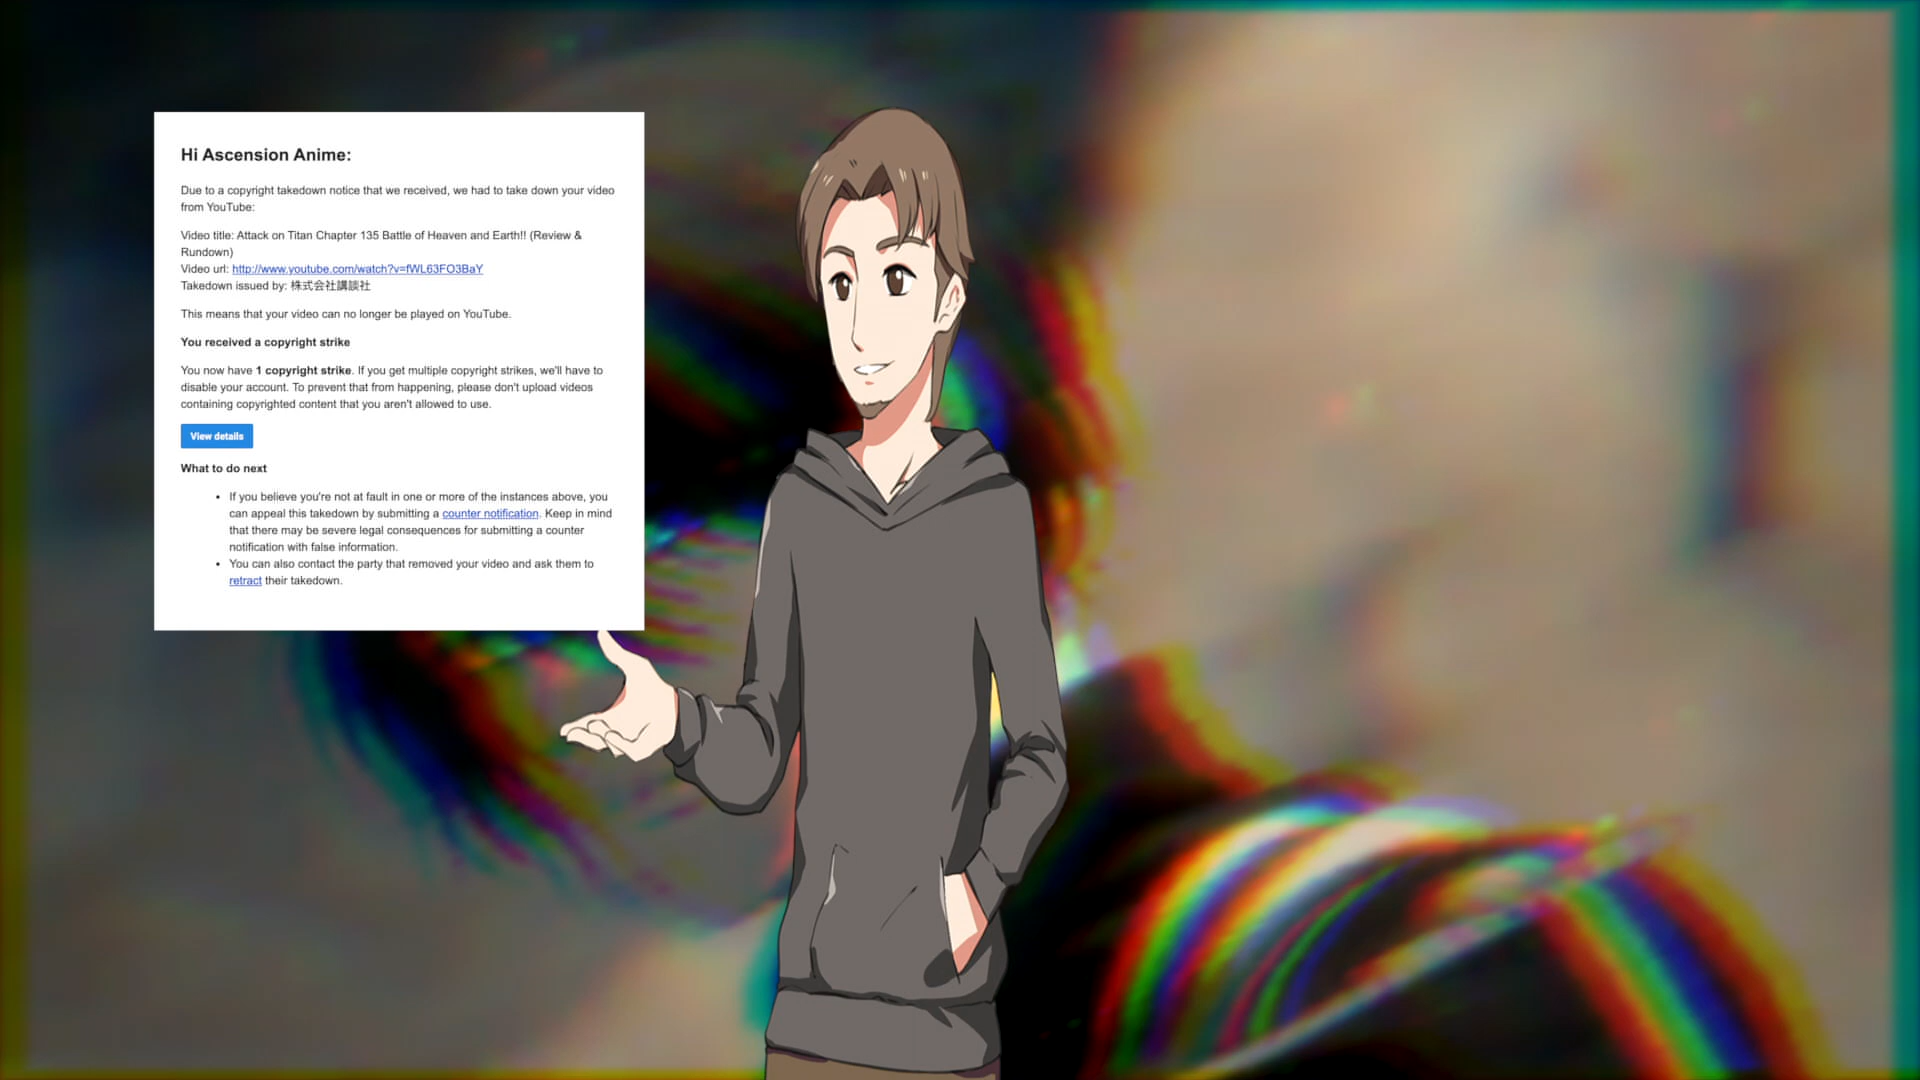 Hi Ascension Anime:
Due to a copyright takedown notice that we received, we had to take down your video
from YouTube:
Video title: Attack on Titan Chapter 135 Battle of Heaven and Earth!! (Review &
Rundown)
Video url: http://www.youtube.com/watch?v=fWL63FO3BaY
Takedown issued by: 株式会社講談社
This means that your video can no longer be played on YouTube.
You received a copyright strike
You now have 1 copyright strike. If you get multiple copyright strikes, we'll have to
disable your account. To prevent that from happening, please don't upload videos
containing copyrighted content that you aren't allowed to use.
View details
What to do next
• If you believe you're not at fault in one or more of the instances above, you
can appeal this takedown by submitting a counter notification. Keep in mind
that there may be severe legal consequences for submitting a counter
notification with false information.
• You can also contact the party that removed your video and ask them to
retract their takedown.